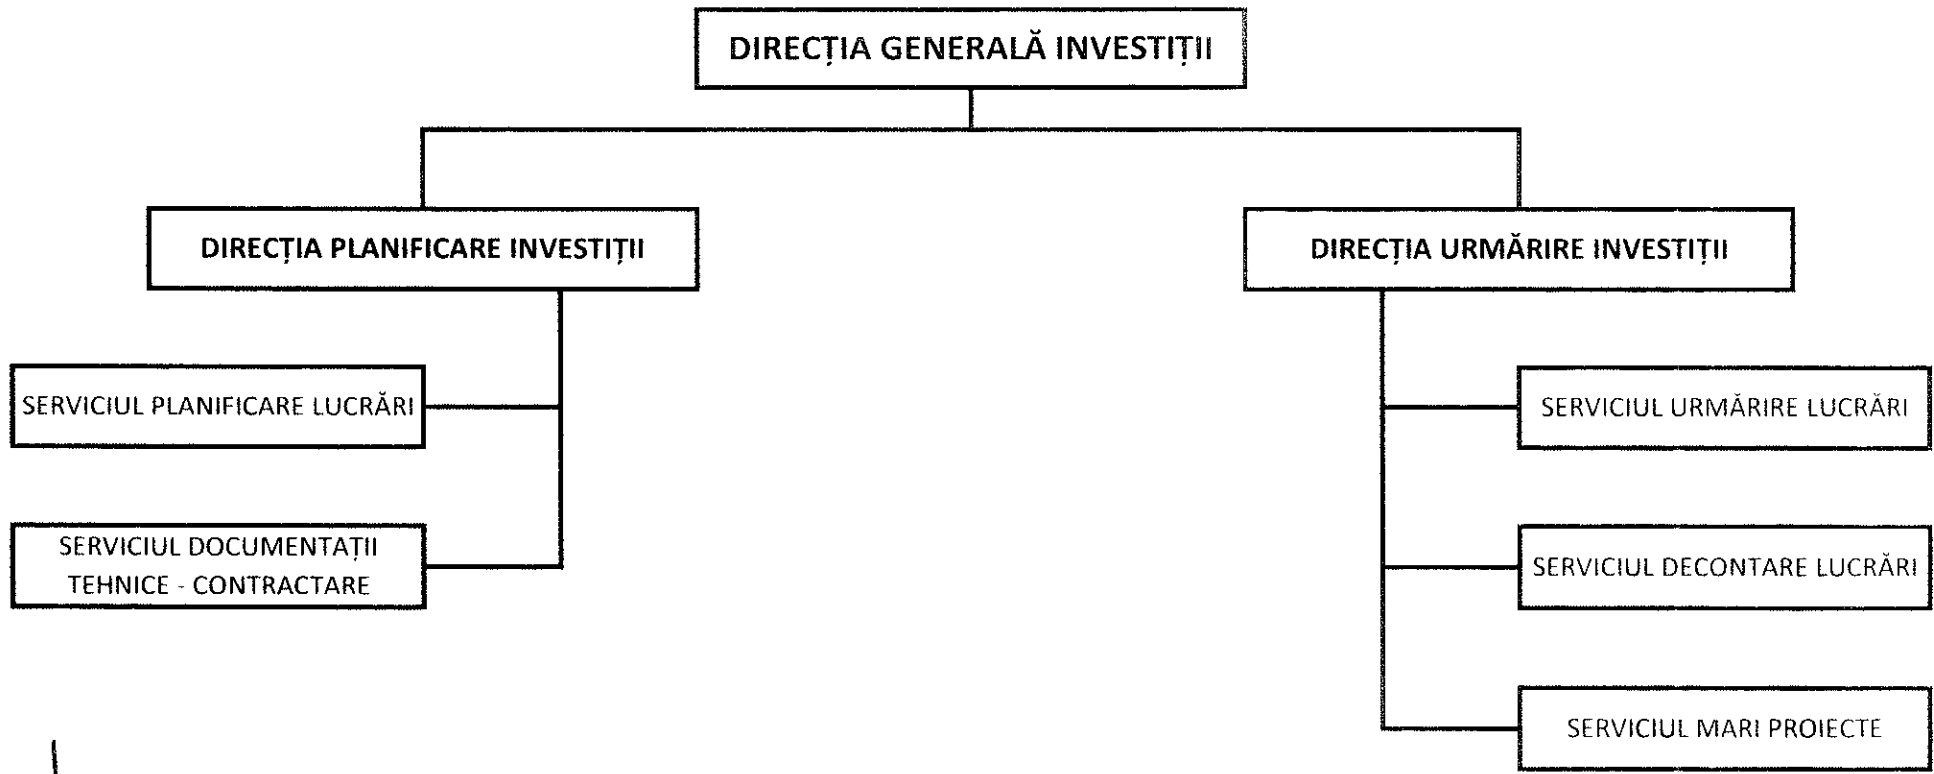 DIRECȚIA GENERALĂ INVESTIȚII
DIRECȚIA PLANIFICARE INVESTIȚII
SERVICIUL PLANIFICARE LUCRĂRI
SERVICIUL DOCUMENTAȚII
TEHNICE - CONTRACTARE
DIRECȚIA URMĂRIRE INVESTIȚII
SERVICIUL URMĂRIRE LUCRĂRI
SERVICIUL DECONTARE LUCRĂRI
SERVICIUL MARI PROIECTE